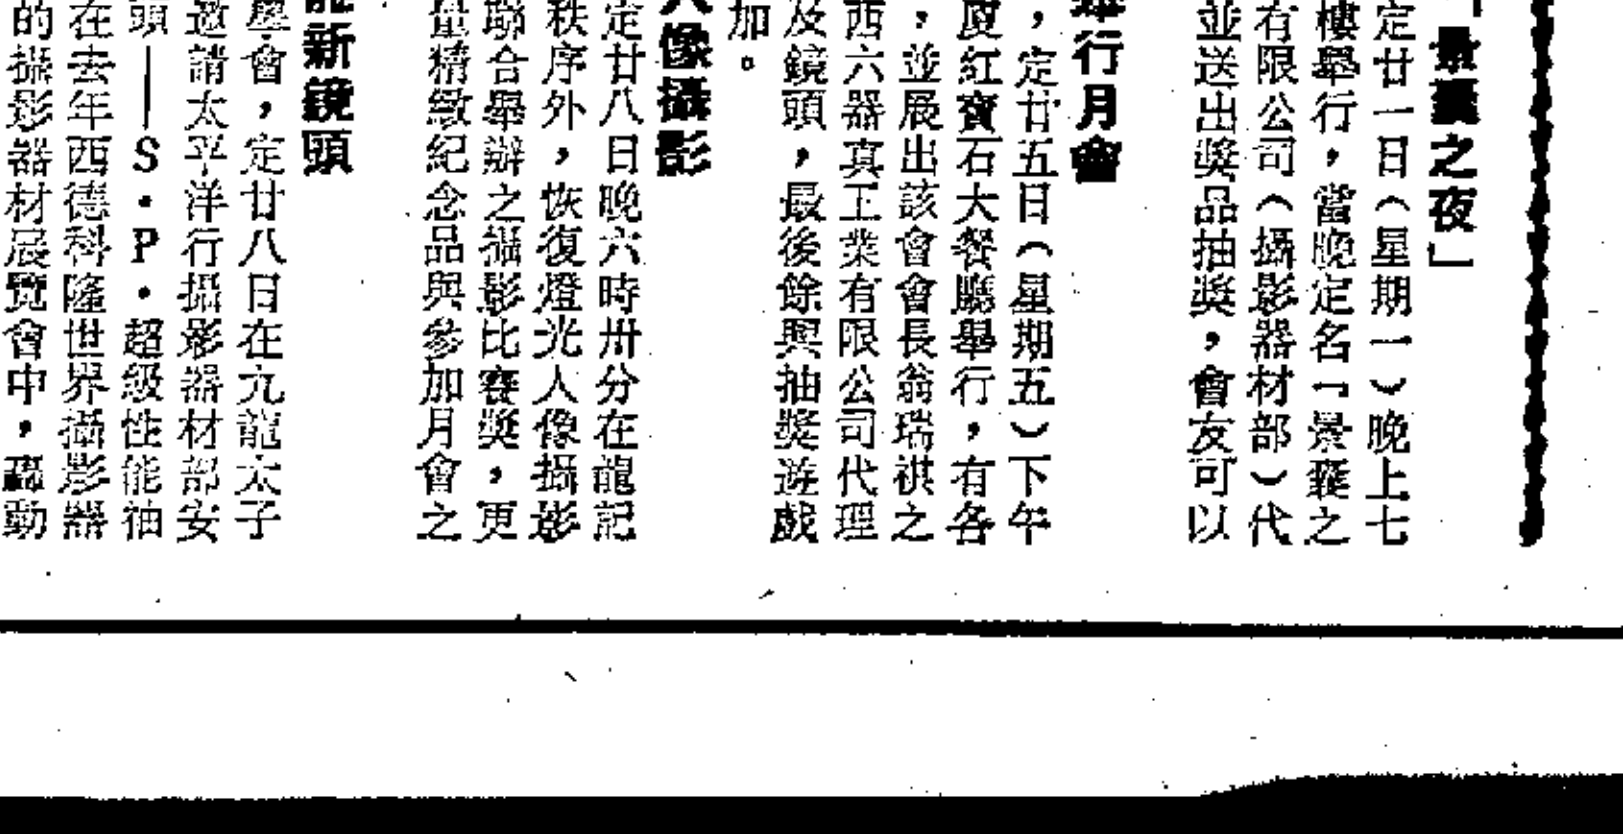 景囊之夜」
定廿一日（星期一）晚上七
樓舉行，當晚定名「景囊之
有限公司（攝影器材部）代
並送出獎品抽獎，會友可以
舉行月會
，定廿五日（星期五）下午
廈紅寶石大餐廳舉行，有各
，並展出該會會長翁瑞祺之
西六器真工業有限公司代理
及鏡頭，最後餘興抽獎遊戲
加。
人像攝影
定廿八日晚六時卅分在龍記
秩序外，恢復燈光人像攝影
聯合舉辦之攝影比賽獎，更
量精緻紀念品與參加月會之
能新鏡頭
舉會，定廿八日在九龍太子
邀請太平洋行攝影器材部安
頭——S·P·超級性能袖
在去年西德科隆世界攝影器
的攝影器材展覽會中，轟動